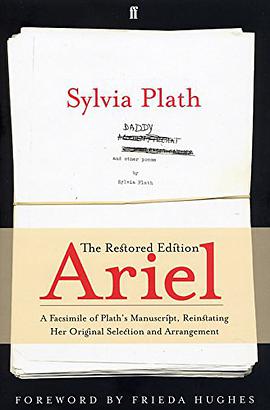 ff
Sylvia Plath
DADDY
and other poems
by
Sylvia Plath
The Restored Edition
Ariel
A Facsimile of Plath's Manuscript, Reinstating
Her Original Selection and Arrangement
FOREWORD BY FRIEDA HUGHES